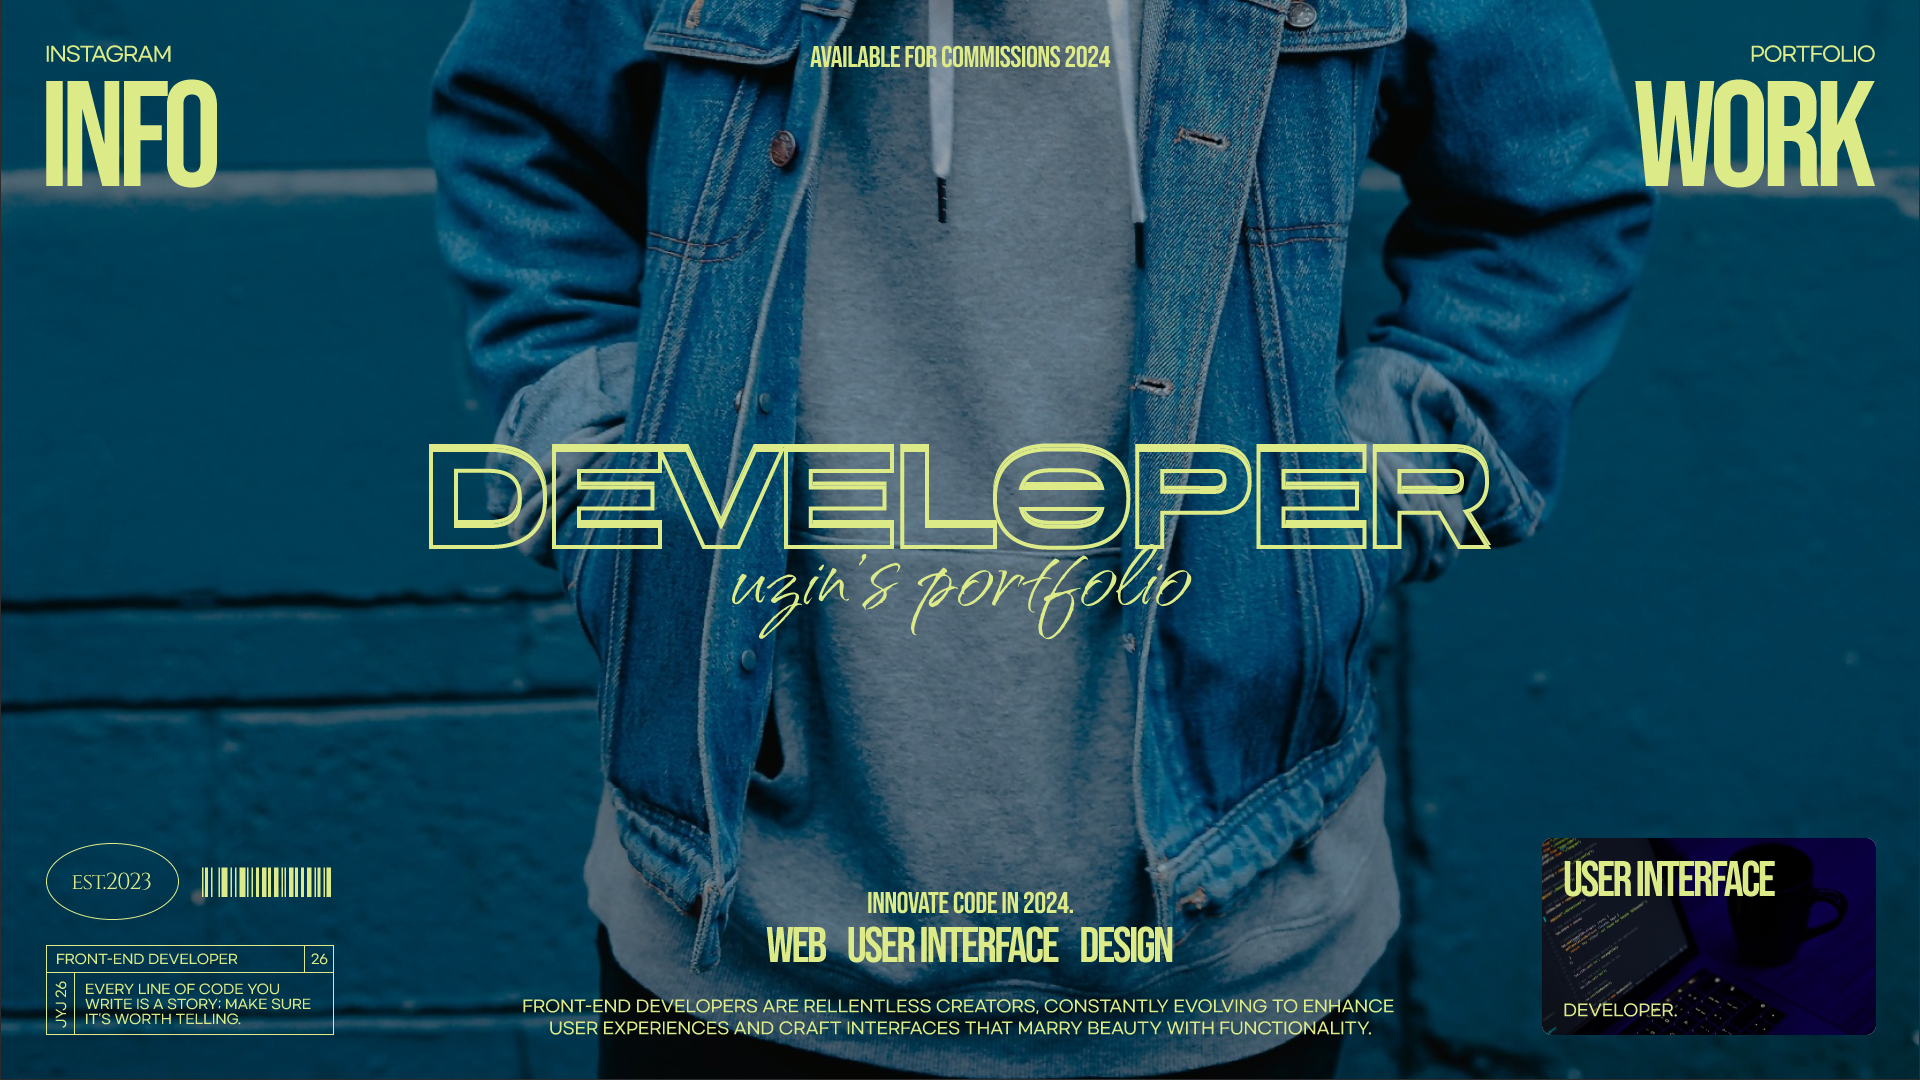 INSTAGRAM
INFO
AVAILABLE FOR COMMISSIONS 2024
PORTFOLIO
WORK
DEVELOPER
uzin's portfolio
EST.2023
FRONT-END DEVELOPER 26
JYJ 26
EVERY LINE OF CODE YOU
WRITE IS A STORY; MAKE SURE
IT'S WORTH TELLING.
INNOVATE CODE IN 2024.
WEB USER INTERFACE DESIGN
FRONT-END DEVELOPERS ARE RELENTLESS CREATORS, CONSTANTLY EVOLVING TO ENHANCE
USER EXPERIENCES AND CRAFT INTERFACES THAT MARRY BEAUTY WITH FUNCTIONALITY.
USER INTERFACE
DEVELOPER.